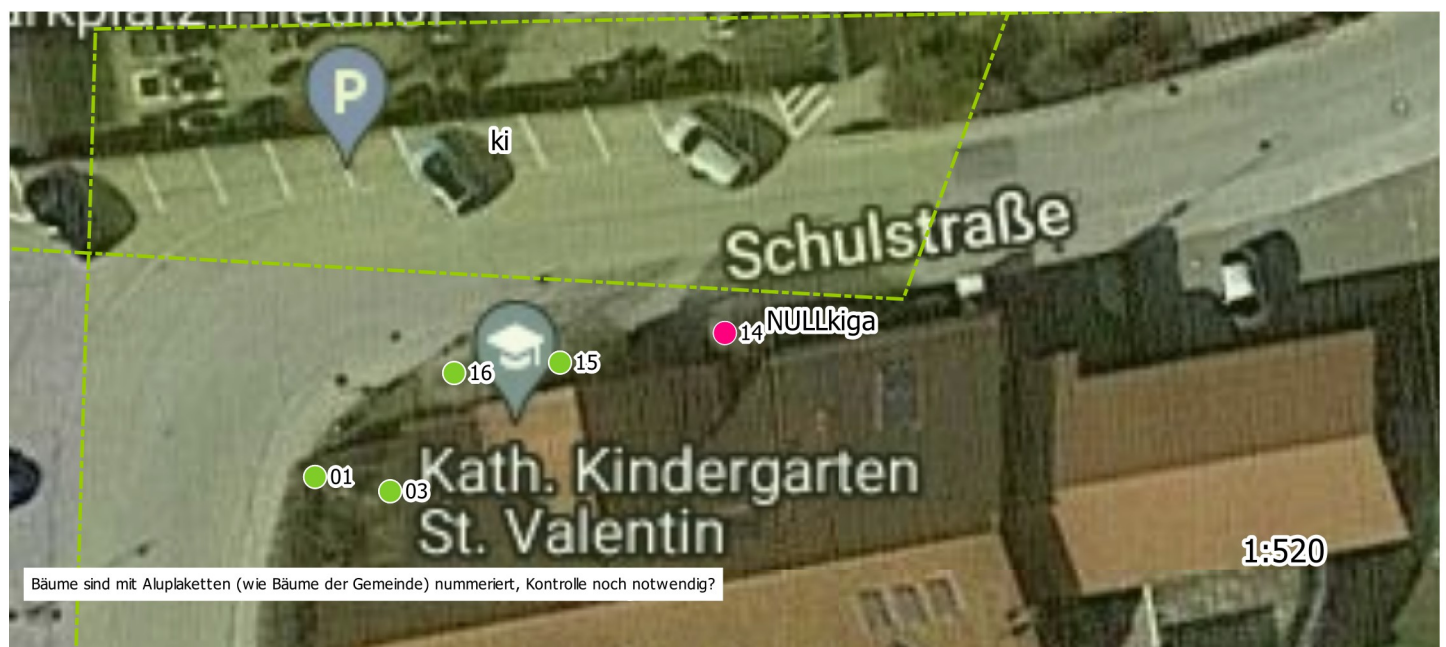 P
ki
Schulstraße
14 NULLkiga
16
15
01
03
Kath. Kindergarten
St. Valentin
1:520
Bäume sind mit Aluplaketten (wie Bäume der Gemeinde) nummeriert, Kontrolle noch notwendig?